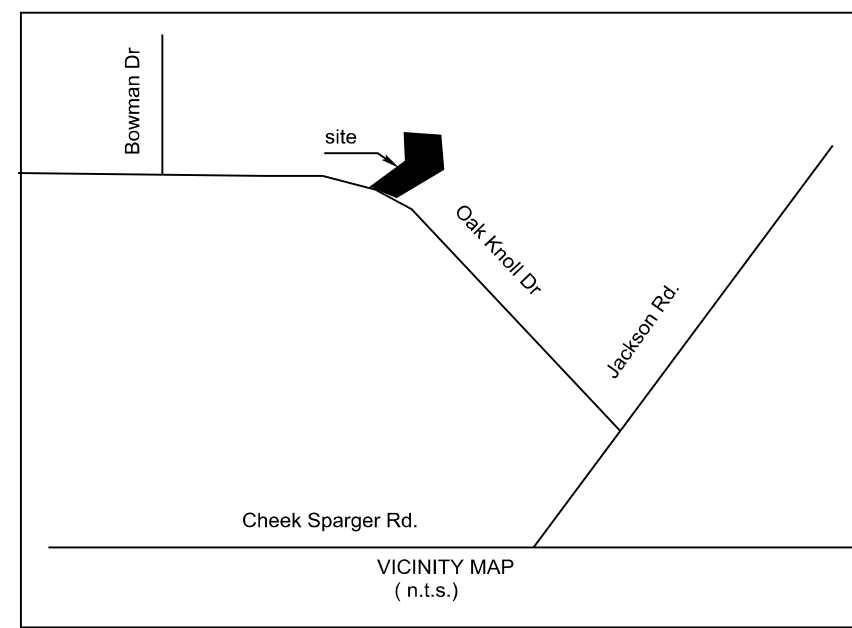 Bowman Dr
site
Oak Knoll Dr
Jackson Rd.
Cheek Sparger Rd.
VICINITY MAP
( n.t.s.)